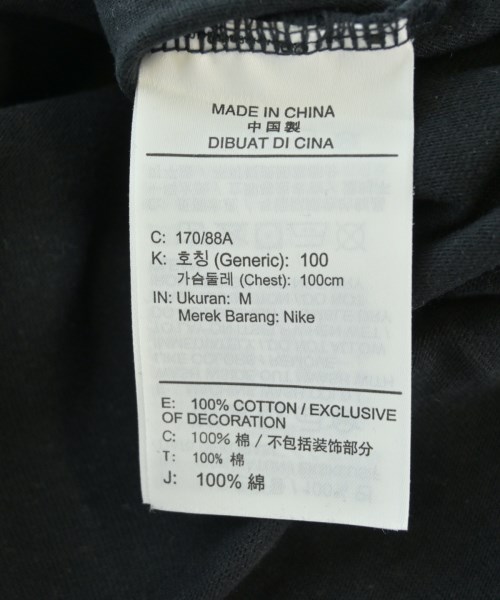 MADE IN CHINA
中国製
DIBUAT DI CINA
C: 170/88A
K: 호칭 (Generic): 100
가슴둘레 (Chest): 100cm
IN: Ukuran: M
Merek Barang: Nike
E: 100% COTTON / EXCLUSIVE
OF DECORATION
C: 100% 棉 / 不包括装饰部分
T: 100% 棉
J: 100% 綿